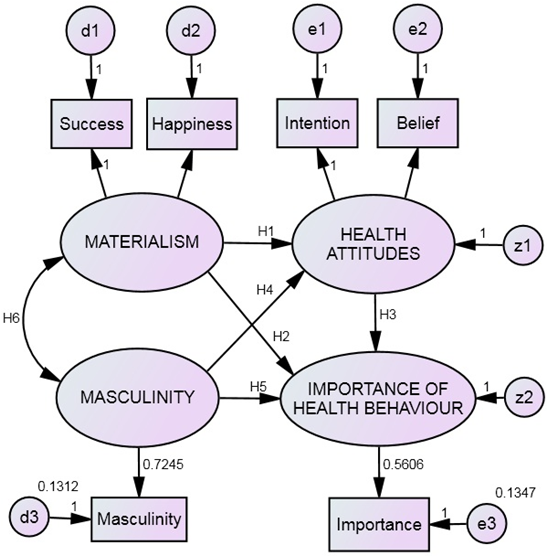 d1
d2
e1
e2
1
1
1
1
Success
Happiness
Intention
Belief
1
1
MATERIALISM
H1
HEALTH
ATTITUDES
1
z1
H4
H6
H2
H3
MASCULINITY
H5
IMPORTANCE OF
HEALTH BEHAVIOUR
1
z2
0.7245
0.5606
0.1312
d3
1
Masculinity
Importance
1
0.1347
e3